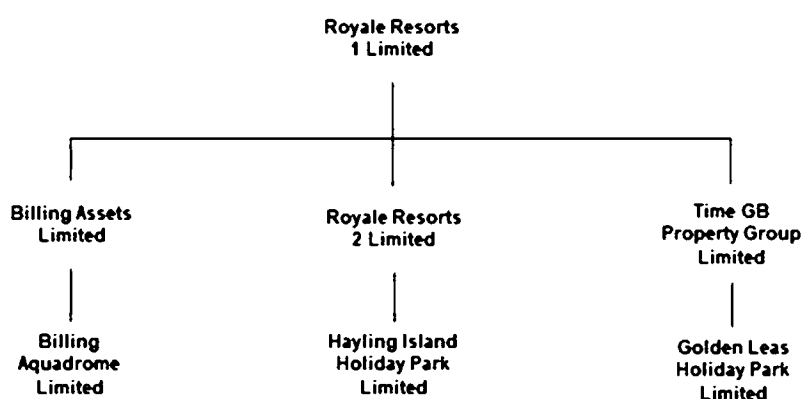 Royale Resorts
1 Limited
Billing Assets
Limited
Royale Resorts
2 Limited
Time GB
Property Group
Limited
Billing
Aquadrome
Limited
Hayling Island
Holiday Park
Limited
Golden Leas
Holiday Park
Limited